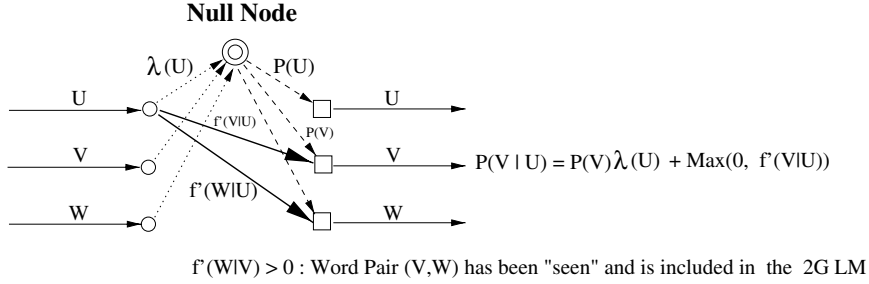 Null Node
λ(U) P(U)
U U
f'(V|U)
P(V)
V V P(V | U) = P(V)λ(U) + Max(0, f'(V|U))
f'(W|U)
W W
f'(W|V) > 0 : Word Pair (V,W) has been "seen" and is included in the 2G LM